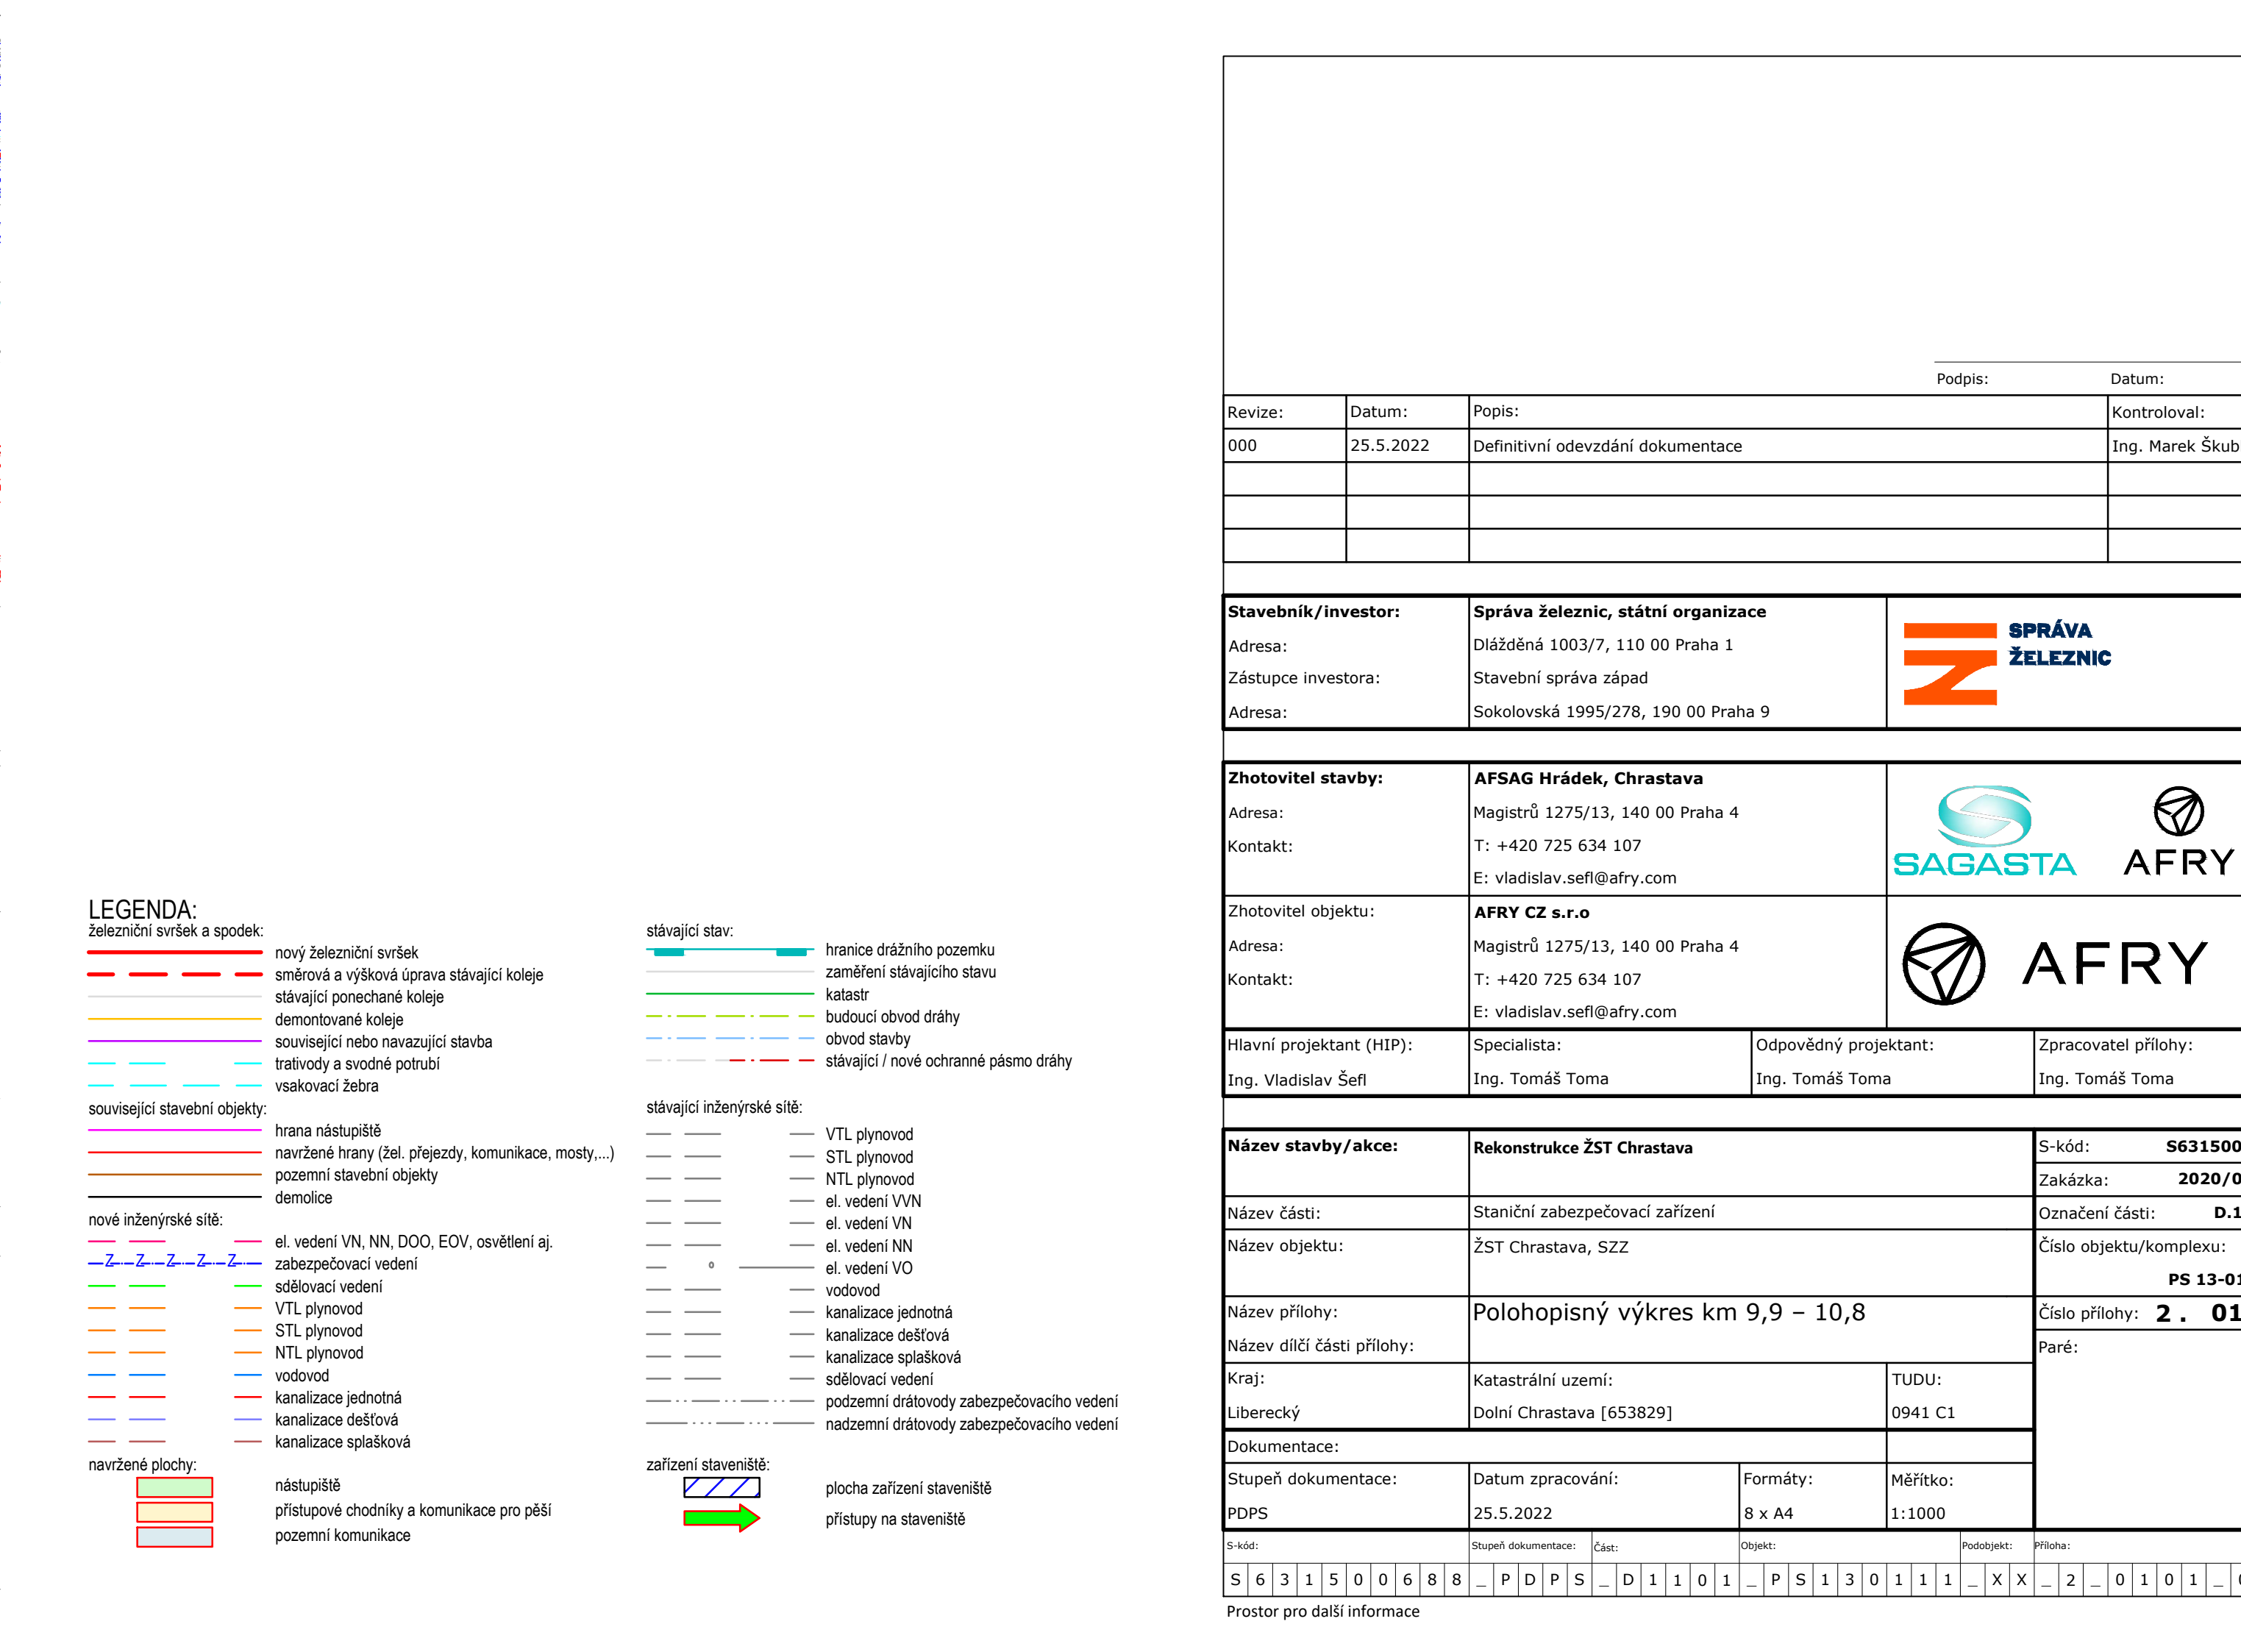 LEGENDA:
železniční svršek a spodek:
nový železniční svršek
směrová a výšková úprava stávající koleje
stávající ponechané koleje
demontované koleje
související nebo navazující stavba
trativody a svodné potrubí
vsakovací žebra
související stavební objekty:
hrana nástupiště
navržené hrany (žel. přejezdy, komunikace, mosty,...)
pozemní stavební objekty
demolice
nové inženýrské sítě:
el. vedení VN, NN, DOO, EOV, osvětlení aj.
Z Z Z Z Z zabezpečovací vedení
sdělovací vedení
VTL plynovod
STL plynovod
NTL plynovod
vodovod
kanalizace jednotná
kanalizace dešťová
kanalizace splašková
navržené plochy:
nástupiště
přístupové chodníky a komunikace pro pěší
pozemní komunikace
stávající stav:
hranice drážního pozemku
zaměření stávajícího stavu
katastr
budoucí obvod dráhy
obvod stavby
stávající / nové ochranné pásmo dráhy
stávající inženýrské sítě:
VTL plynovod
STL plynovod
NTL plynovod
el. vedení VVN
el. vedení VN
el. vedení NN
el. vedení VO
vodovod
kanalizace jednotná
kanalizace dešťová
kanalizace splašková
sdělovací vedení
podzemní drátovody zabezpečovacího vedení
nadzemní drátovody zabezpečovacího vedení
zařízení staveniště:
plocha zařízení staveniště
přístupy na staveniště
Podpis: Datum:
Revize: Datum: Popis: Kontroloval:
000 25.5.2022 Definitivní odevzdání dokumentace Ing. Marek Škub
Stavebník/investor: Správa železnic, státní organizace
Adresa: Dlážděná 1003/7, 110 00 Praha 1
Zástupce investora: Stavební správa západ
Adresa: Sokolovská 1995/278, 190 00 Praha 9
SPRÁVA
ŽELEZNIC
Zhotovitel stavby: AFSAG Hrádek, Chrastava
Adresa: Magistrů 1275/13, 140 00 Praha 4
Kontakt: T: +420 725 634 107
E: vladislav.sefl@afry.com
SAGASTA AFRY
Zhotovitel objektu: AFRY CZ s.r.o
Adresa: Magistrů 1275/13, 140 00 Praha 4
Kontakt: T: +420 725 634 107
E: vladislav.sefl@afry.com
AFRY
Hlavní projektant (HIP): Specialista: Odpovědný projektant: Zpracovatel přílohy:
Ing. Vladislav Šefl Ing. Tomáš Toma Ing. Tomáš Toma Ing. Tomáš Toma
Název stavby/akce: Rekonstrukce ŽST Chrastava S-kód: S631500
Zakázka: 2020/0
Název části: Staniční zabezpečovací zařízení Označení části: D.1
Název objektu: ŽST Chrastava, SZZ Číslo objektu/komplexu:
PS 13-01
Název přílohy: Polohopisný výkres km 9,9 – 10,8 Číslo přílohy: 2 . 01
Název dílčí části přílohy: Paré:
Kraj: Katastrální uzemí: TUDU:
Liberecký Dolní Chrastava [653829] 0941 C1
Dokumentace:
Stupeň dokumentace: Datum zpracování: Formáty: Měřítko:
PDPS 25.5.2022 8 x A4 1:1000
S-kód: Stupeň dokumentace: Část: Objekt: Podobjekt: Příloha:
S 6 3 1 5 0 0 6 8 8 _ P D P S _ D 1 1 0 1 _ P S 1 3 0 1 1 1 _ X X _ 2 _ 0 1 0 1 _
Prostor pro další informace